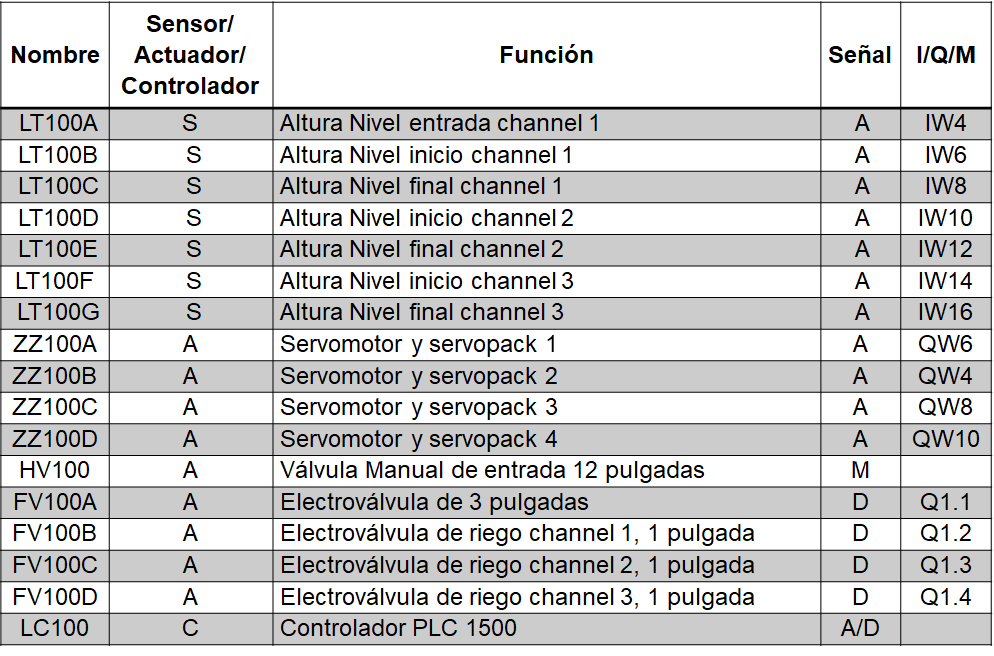 Nombre Sensor/ Actuador/ Controlador Función Señal I/Q/M
LT100A S Altura Nivel entrada channel 1 A IW4
LT100B S Altura Nivel inicio channel 1 A IW6
LT100C S Altura Nivel final channel 1 A IW8
LT100D S Altura Nivel inicio channel 2 A IW10
LT100E S Altura Nivel final channel 2 A IW12
LT100F S Altura Nivel inicio channel 3 A IW14
LT100G S Altura Nivel final channel 3 A IW16
ZZ100A A Servomotor y servopack 1 A QW6
ZZ100B A Servomotor y servopack 2 A QW4
ZZ100C A Servomotor y servopack 3 A QW8
ZZ100D A Servomotor y servopack 4 A QW10
HV100 A Válvula Manual de entrada 12 pulgadas M
FV100A A Electroválvula de 3 pulgadas D Q1.1
FV100B A Electroválvula de riego channel 1, 1 pulgada D Q1.2
FV100C A Electroválvula de riego channel 2, 1 pulgada D Q1.3
FV100D A Electroválvula de riego channel 3, 1 pulgada D Q1.4
LC100 C Controlador PLC 1500 A/D